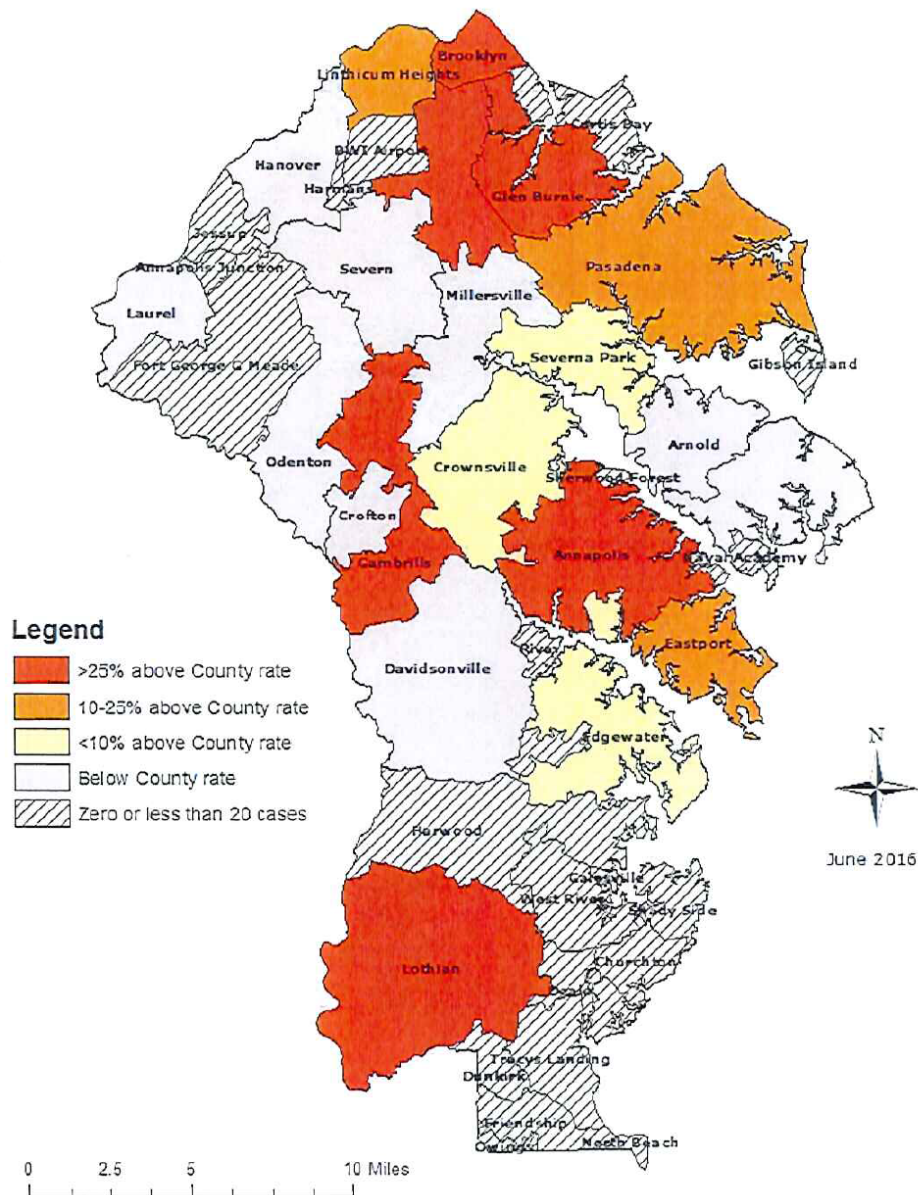 Brooklyn
Linthicum Heights
Curtis Bay
BWI Airport
Hanover
Glen Burnie
Harmans
Jessup
Pasadena
Annapolis Junction
Severn
Millersville
Laurel
Severna Park
Fort George G Meade
Gibson Island
Arnold
Odenton
Crownsville
Sherwood Forest
Crofton
Annapolis
Naval Academy
Gambrills
Eastport
Davidsonville
Edgewater
Legend
>25% above County rate
10-25% above County rate
<10% above County rate
Below County rate
Zero or less than 20 cases
N
June 2016
Harwood
Galesville
West River
Shady Side
Churchton
Lothian
Deale
Tracys Landing
Dunkirk
Friendship
Owings
North Beach
0 2.5 5 10 Miles